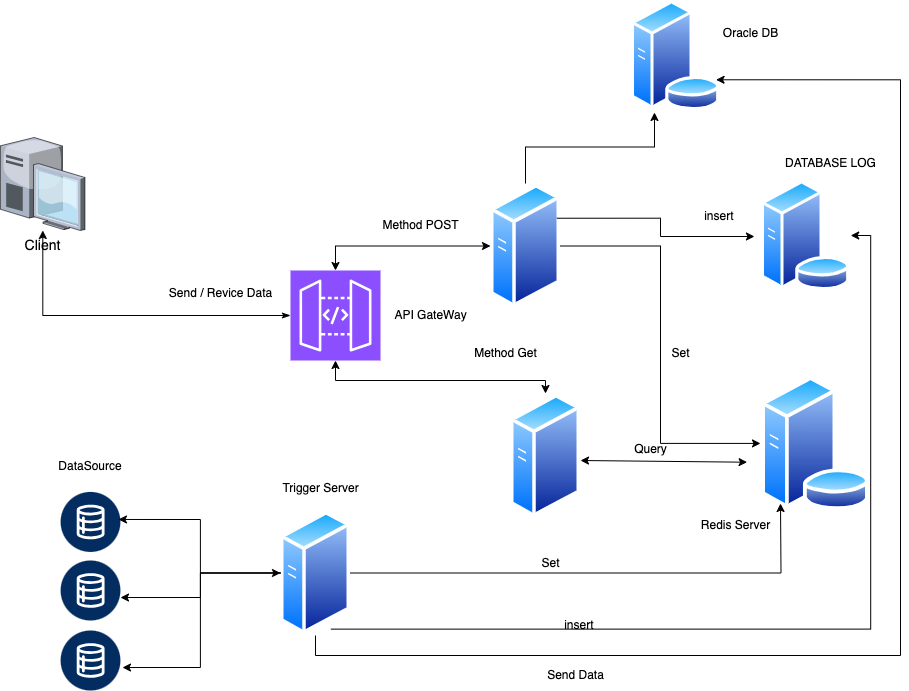 Oracle DB
DATABASE LOG
insert
Method POST
Client
Send / Revice Data
API GateWay
</>
Method Get
Set
Query
DataSource
Trigger Server
Redis Server
Set
insert
Send Data